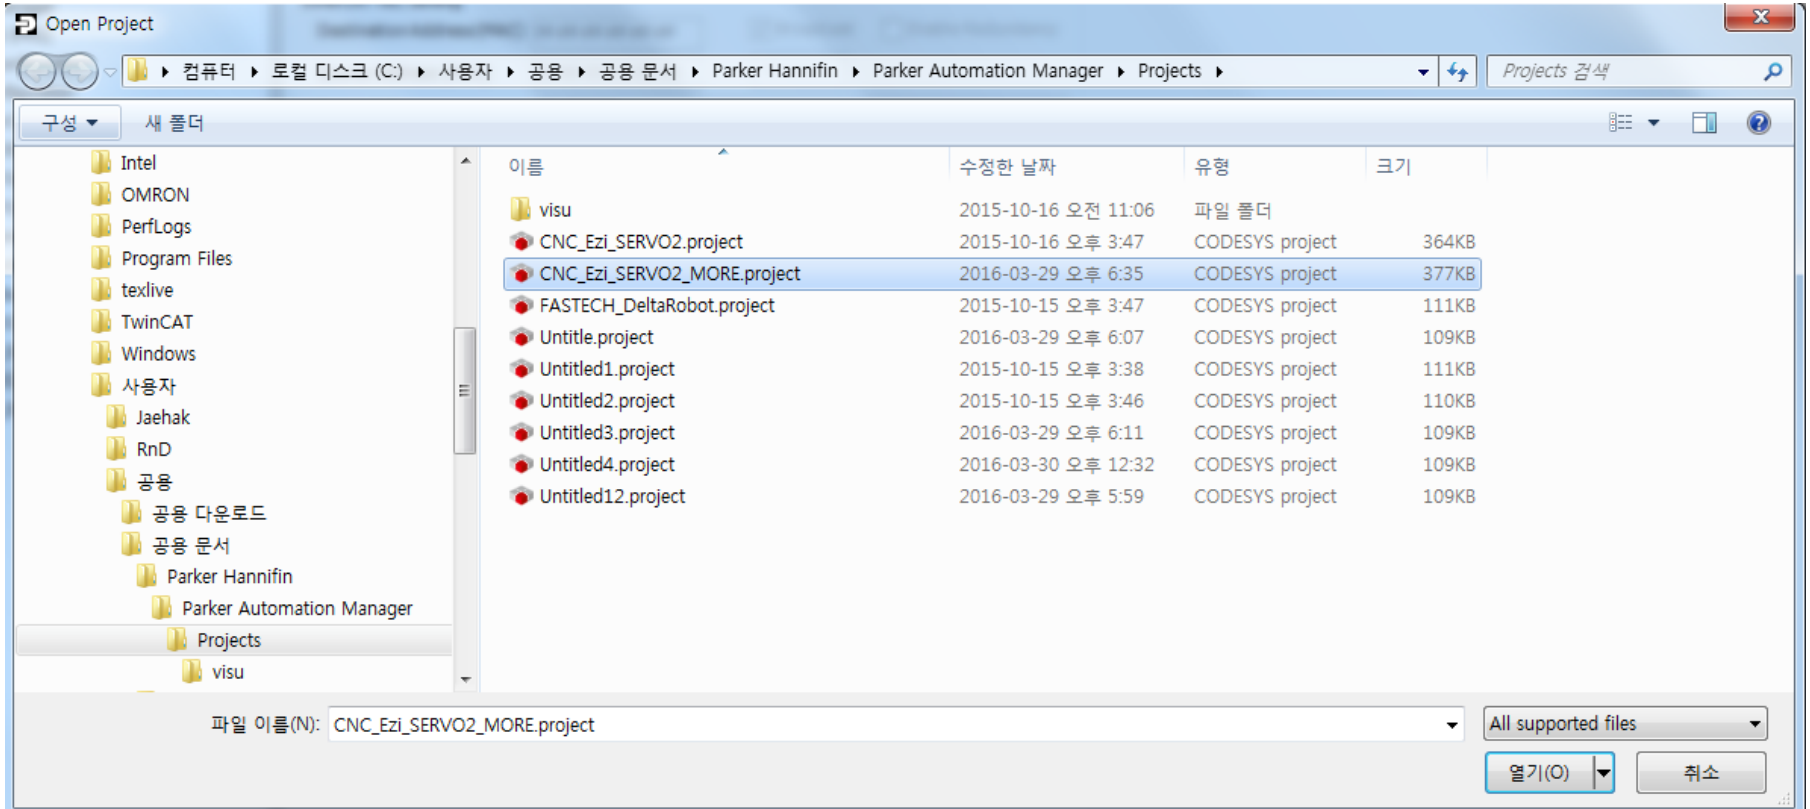 Open Project
컴퓨터 ▶ 로컬 디스크 (C:) ▶ 사용자 ▶ 공용 ▶ 공용 문서 ▶ Parker Hannifin ▶ Parker Automation Manager ▶ Projects ▶
Projects 검색
구성 새 폴더
Intel
OMRON
PerfLogs
Program Files
texlive
TwinCAT
Windows
사용자
Jaehak
RnD
공용
공용 다운로드
공용 문서
Parker Hannifin
Parker Automation Manager
Projects
visu
이름 수정한 날짜 유형 크기
visu 2015-10-16 오전 11:06 파일 폴더
CNC_Ezi_SERVO2.project 2015-10-16 오후 3:47 CODESYS project 364KB
CNC_Ezi_SERVO2_MORE.project 2016-03-29 오후 6:35 CODESYS project 377KB
FASTECH_DeltaRobot.project 2015-10-15 오후 3:47 CODESYS project 111KB
Untitle.project 2016-03-29 오후 6:07 CODESYS project 109KB
Untitled1.project 2015-10-15 오후 3:38 CODESYS project 111KB
Untitled2.project 2015-10-15 오후 3:46 CODESYS project 110KB
Untitled3.project 2016-03-29 오후 6:11 CODESYS project 109KB
Untitled4.project 2016-03-30 오후 12:32 CODESYS project 109KB
Untitled12.project 2016-03-29 오후 5:59 CODESYS project 109KB
파일 이름(N): CNC_Ezi_SERVO2_MORE.project
All supported files
열기(O) 취소